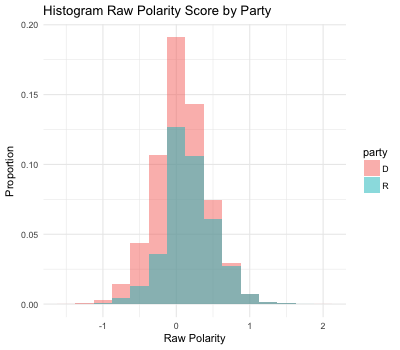 Histogram Raw Polarity Score by Party
0.20
0.15
0.10
0.05
0.00
Proportion
-1
0
1
2
Raw Polarity
party
D
R